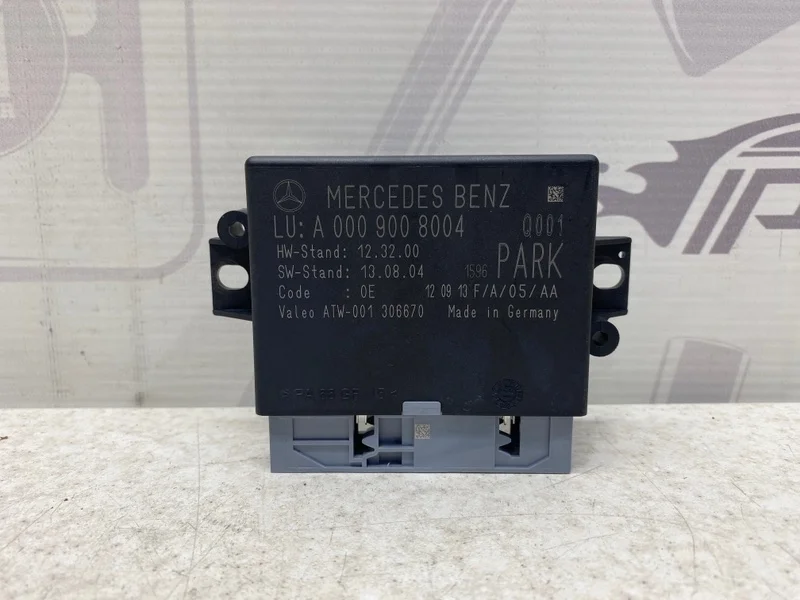 MERCEDES BENZ
LU: A 000 900 8004 Q001
HW-Stand: 12.32.00
SW-Stand: 13.08.04 1596 PARK
Code : 0E 12 09 13 F/A/05/AA
Valeo ATW-001 306670 Made in Germany